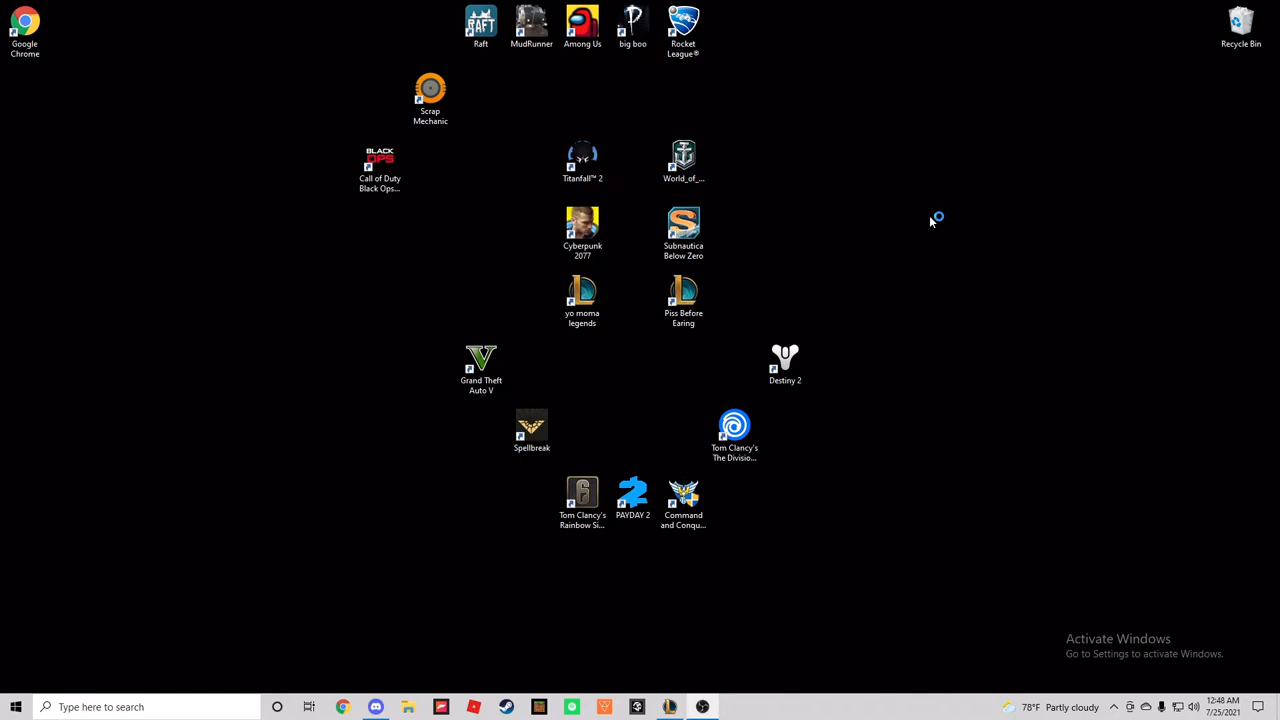 Google
Chrome
RAFT
Raft
MudRunner
Among Us
big boo
Rocket
League®
Recycle Bin
Scrap
Mechanic
BLACK
OPS
Call of Duty
Black Ops...
Titanfall™ 2
World_of_...
Cyberpunk
2077
Subnautica
Below Zero
yo moma
legends
Piss Before
Earing
Grand Theft
Auto V
Destiny 2
Spellbreak
Tom Clancy's
The Divisio...
6
2
Tom Clancy's
Rainbow Si...
PAYDAY 2
Command
and Conqu...
Activate Windows
Go to Settings to activate Windows.
Type here to search
78°F Partly cloudy
12:48 AM
7/25/2021